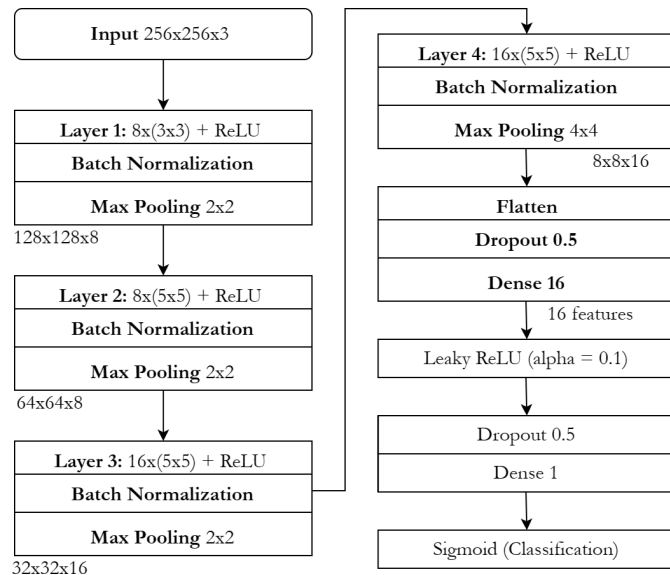 Input 256x256x3
Layer 1: 8x(3x3) + ReLU
Batch Normalization
Max Pooling 2x2
128x128x8
Layer 2: 8x(5x5) + ReLU
Batch Normalization
Max Pooling 2x2
64x64x8
Layer 3: 16x(5x5) + ReLU
Batch Normalization
Max Pooling 2x2
32x32x16
Layer 4: 16x(5x5) + ReLU
Batch Normalization
Max Pooling 4x4
8x8x16
Flatten
Dropout 0.5
Dense 16
16 features
Leaky ReLU (alpha = 0.1)
Dropout 0.5
Dense 1
Sigmoid (Classification)